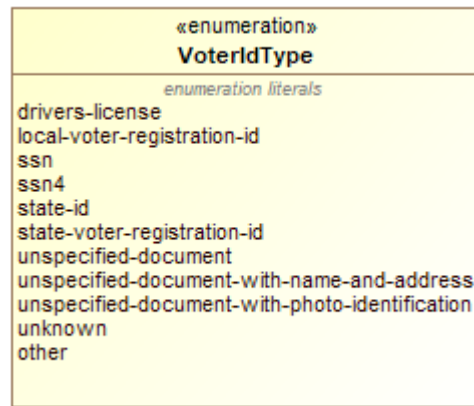 «enumeration»
VoterIdType
enumeration literals
drivers-license
local-voter-registration-id
ssn
ssn4
state-id
state-voter-registration-id
unspecified-document
unspecified-document-with-name-and-address
unspecified-document-with-photo-identification
unknown
other